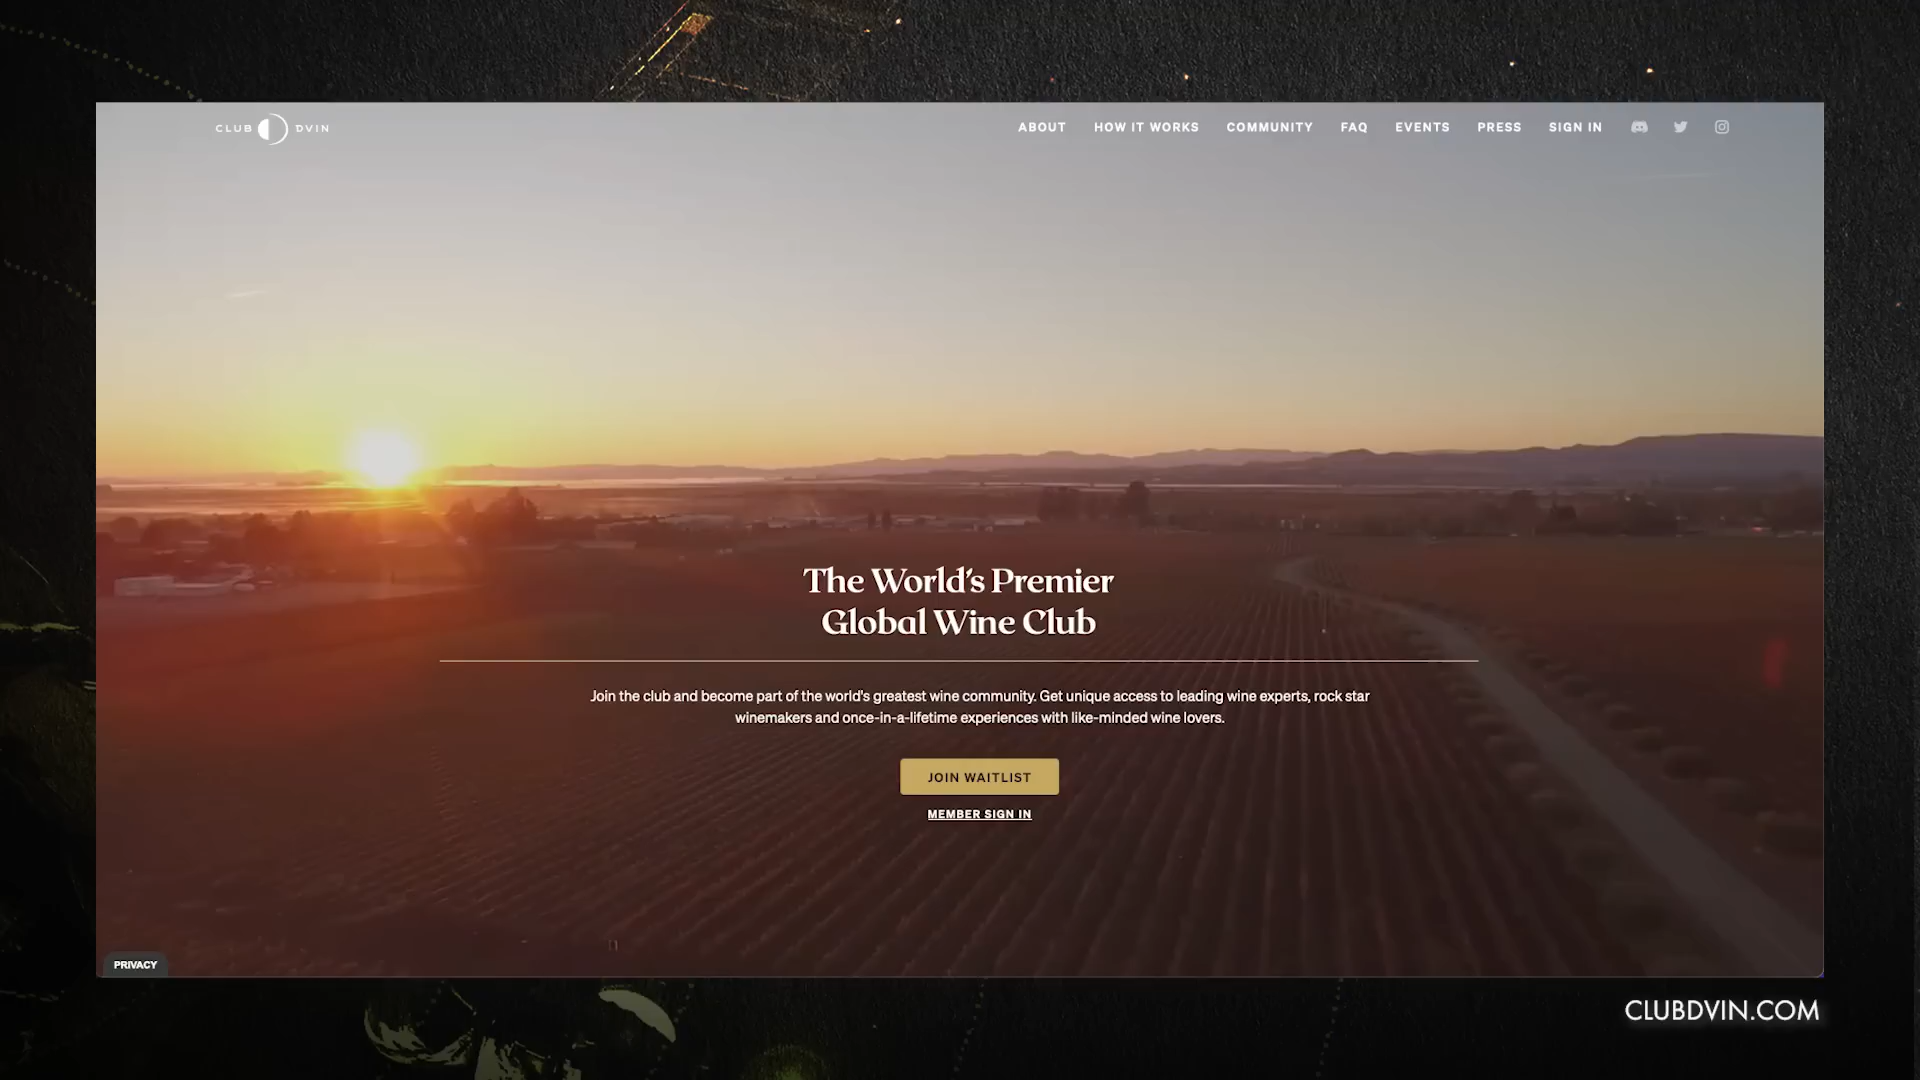 CLUB DVIN
ABOUT HOW IT WORKS COMMUNITY FAQ EVENTS PRESS SIGN IN
The World's Premier
Global Wine Club
Join the club and become part of the world's greatest wine community. Get unique access to leading wine experts, rock star
winemakers and once-in-a-lifetime experiences with like-minded wine lovers.
JOIN WAITLIST
MEMBER SIGN IN
PRIVACY
CLUBDVIN.COM